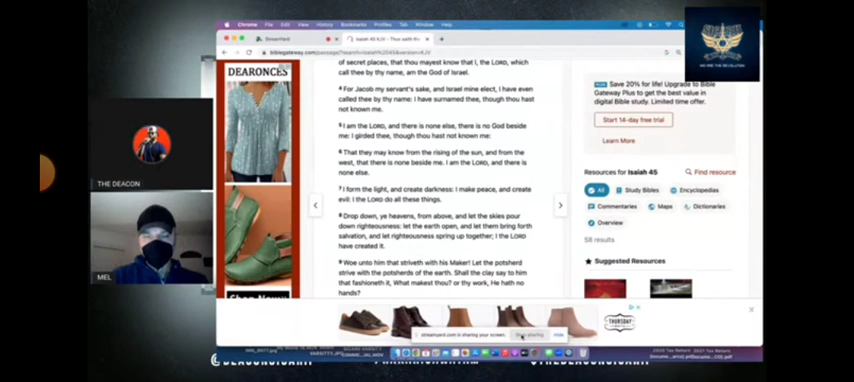 Chrome File Edit View History Bookmarks Profiles Tab Window Help
StreamYard
Isaiah 45 KJV - Thus saith the
DEARONCES
of secret places, that thou mayest know that I, the LORD, which
call thee by thy name, am the God of Israel.
4 For Jacob my servant's sake, and Israel mine elect, I have even
called thee by thy name: I have surnamed thee, though thou hast
not known me.
5 I am the LORD, and there is none else, there is no God beside
me: I girded thee, though thou hast not known me:
6 That they may know from the rising of the sun, and from the
west, that there is none beside me. I am the LORD, and there is
none else.
7 I form the light, and create darkness: I make peace, and create
evil: I the LORD do all these things.
8 Drop down, ye heavens, from above, and let the skies pour
down righteousness: let the earth open, and let them bring forth
salvation, and let righteousness spring up together; I the LORD
have created it.
9 Woe unto him that striveth with his Maker! Let the potsherd
strive with the potsherds of the earth. Shall the clay say to him
that fashioneth it, What makest thou? or thy work, He hath no
hands?
Save 20% for life! Upgrade to Bible
Gateway Plus to get the best value in
digital Bible study. Limited time offer.
Start 14-day free trial
Learn More
Resources for Isaiah 45
Find resource
All Study Bibles Encyclopedias
Commentaries Maps Dictionaries
Overview
58 results
Suggested Resources
WE ARE THE REVOLUTION
THE DEACON
MEL
Shop Now
THURSDAY
streamyard.com is sharing your screen.
Stop sharing
Hide
2020 Tax Return
2021 Tax Return